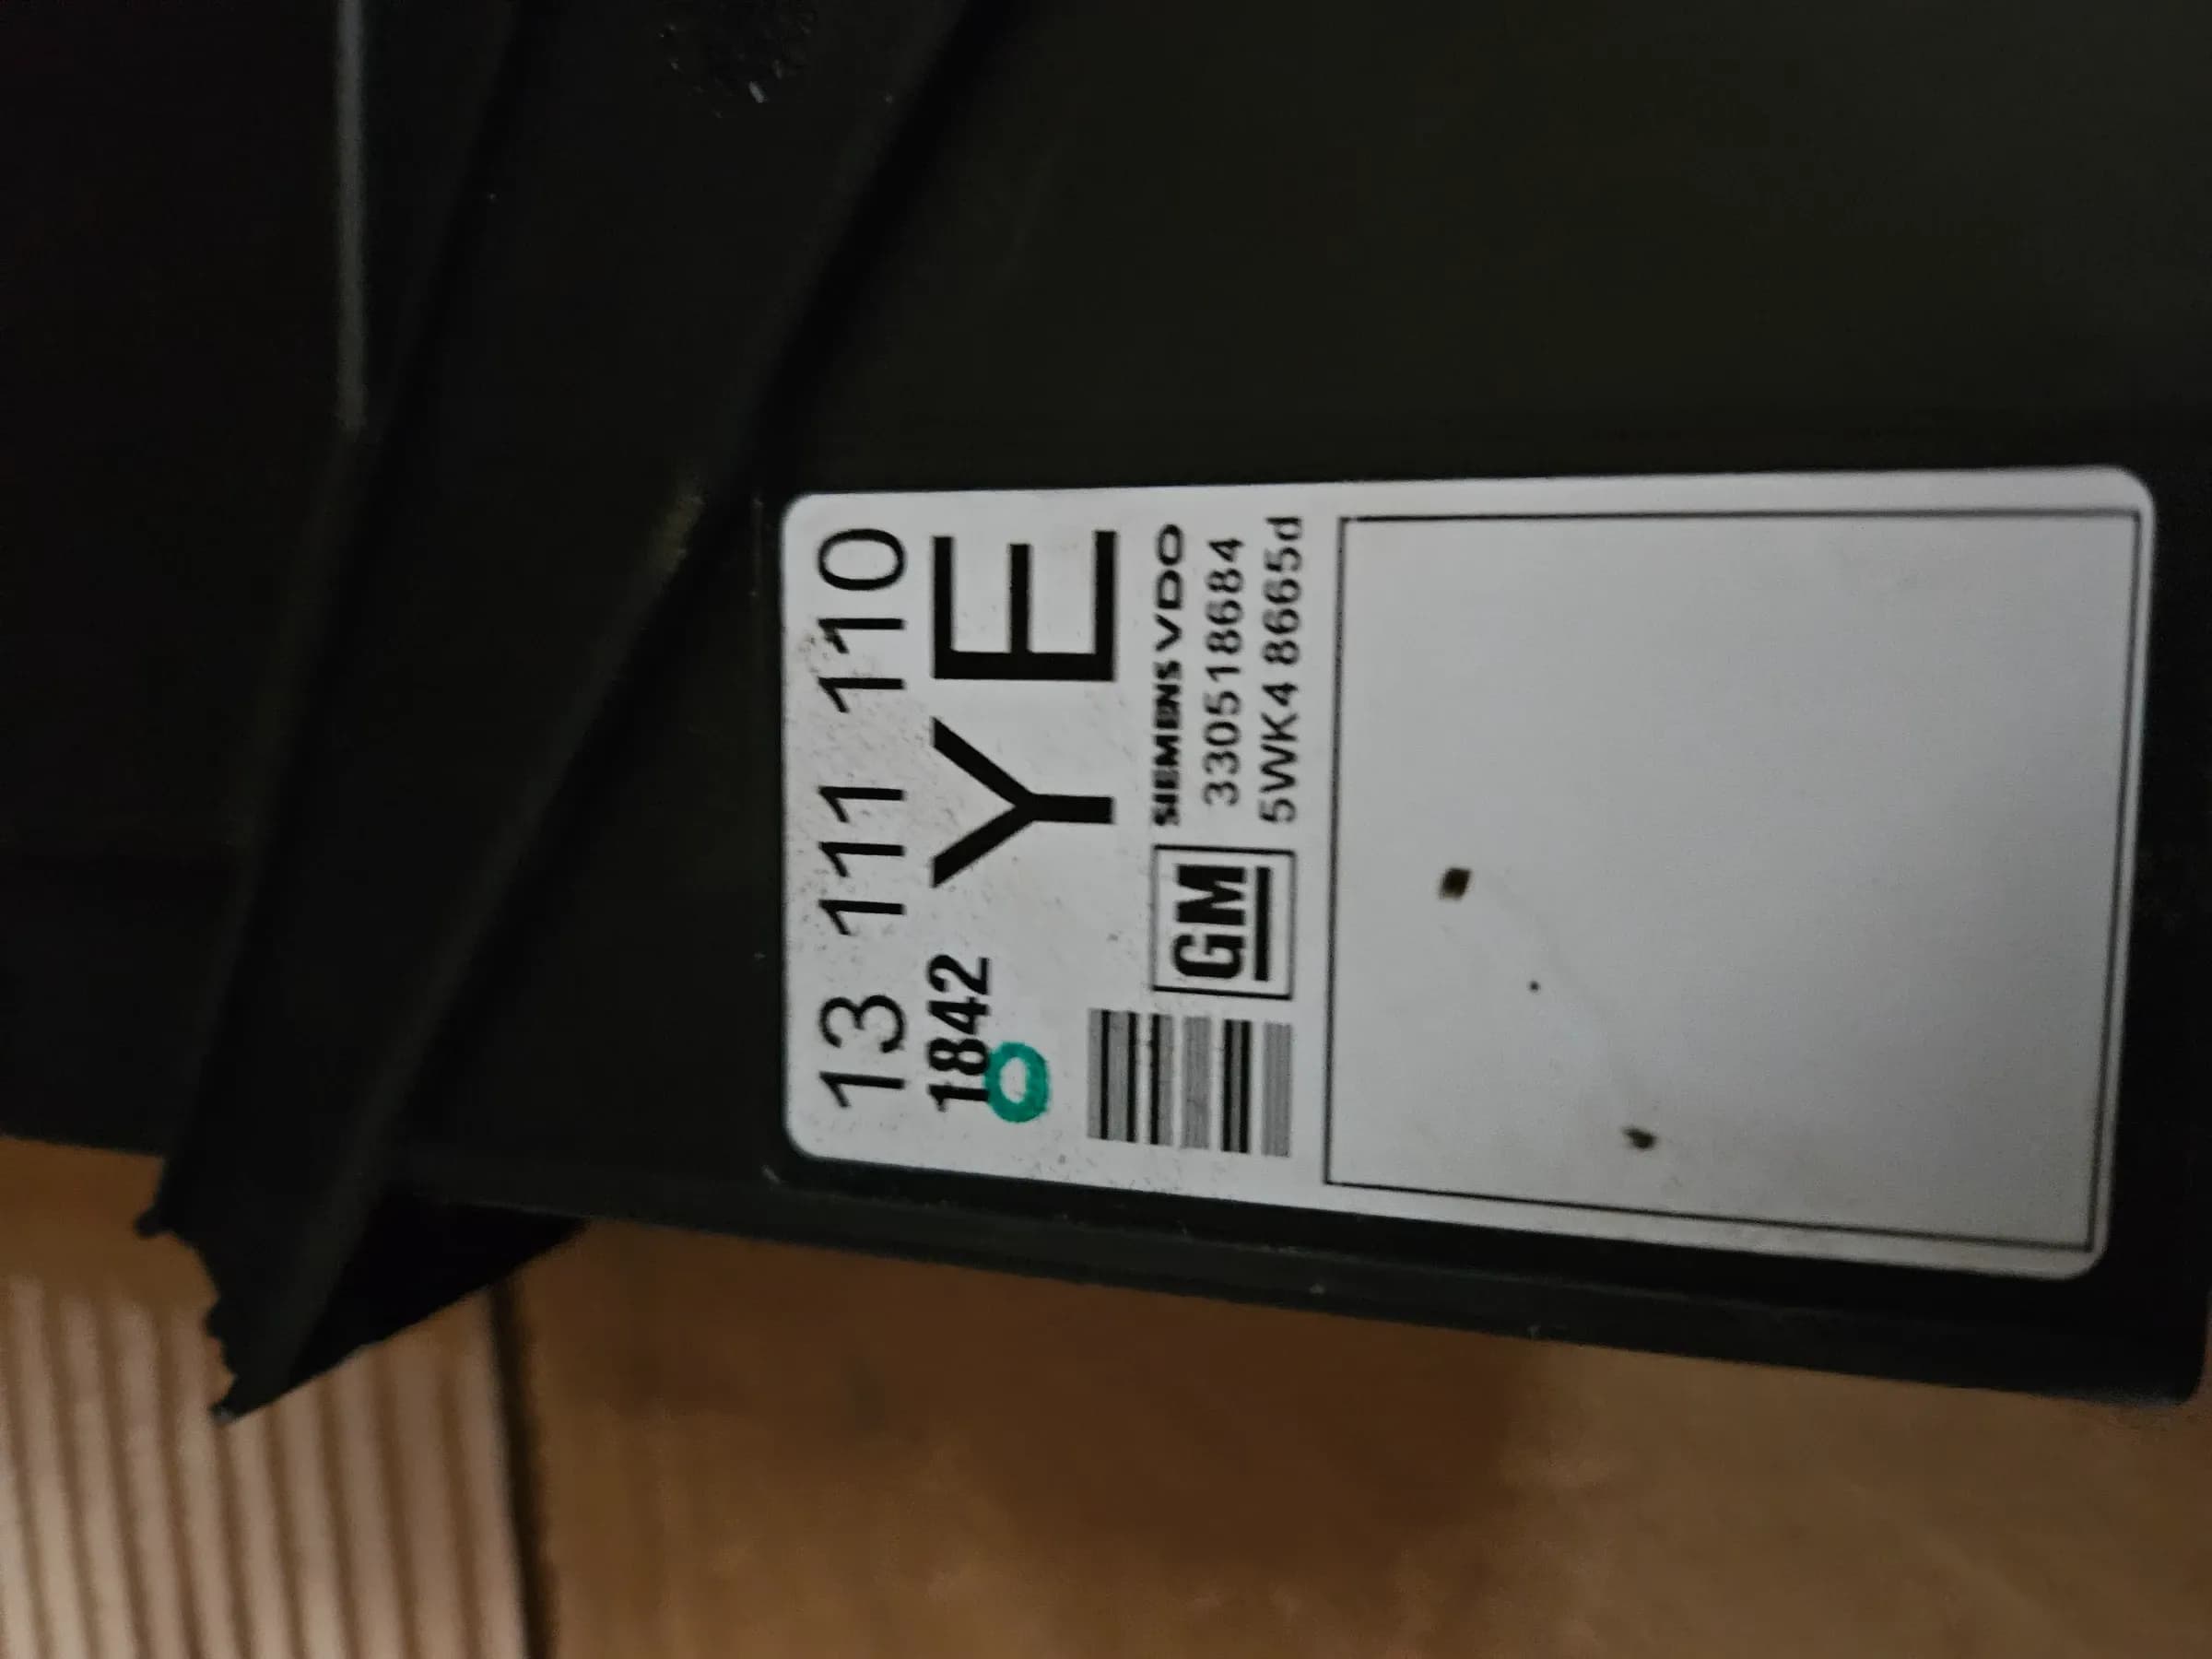 13 111 110
1842 YE
SIEMENS VDO
GM 330518684
5WK4 8665d